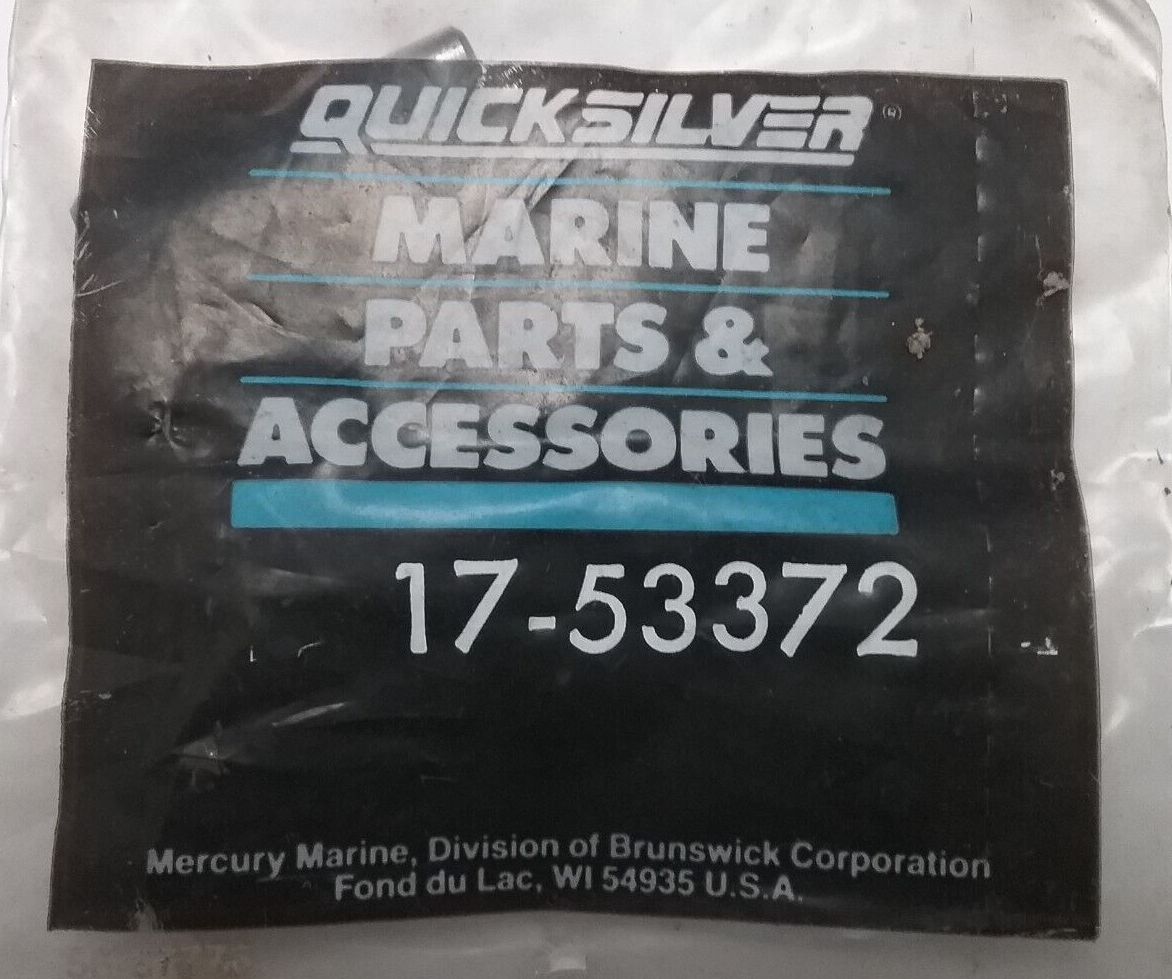 QUICKSILVER®
MARINE
PARTS &
ACCESSORIES
17-53372
Mercury Marine, Division of Brunswick Corporation
Fond du Lac, WI 54935 U.S.A.